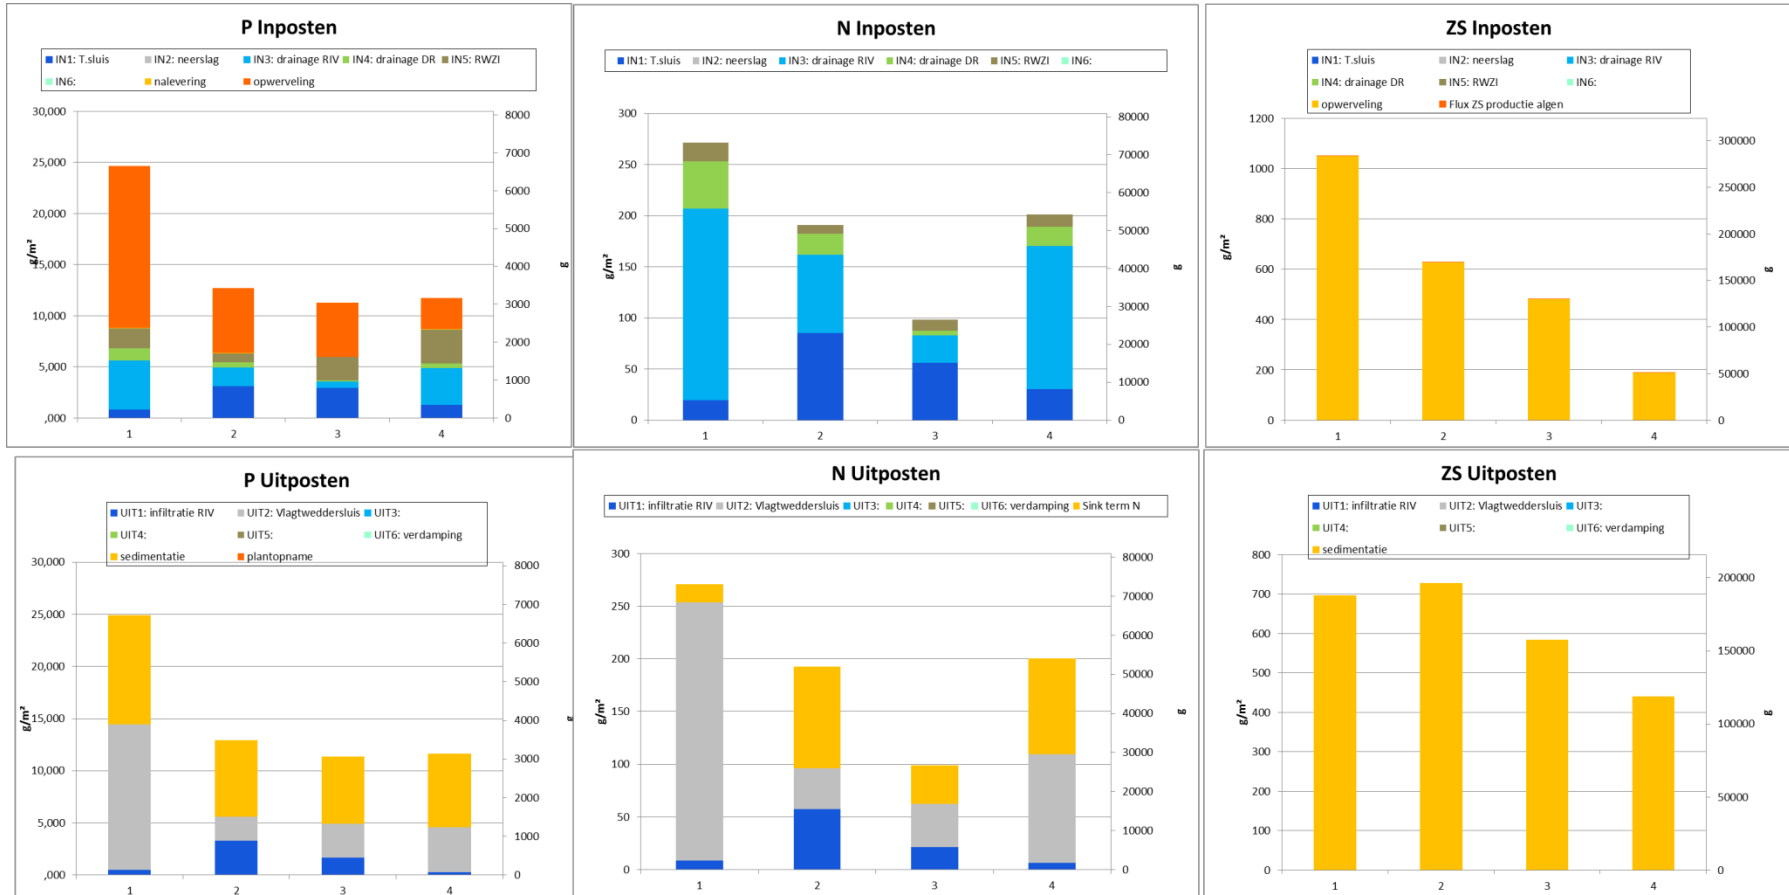 P Inposten
IN1: T.sluis IN2: neerslag IN3: drainage RIV IN4: drainage DR IN5: RWZI
IN6: nalevering opwerveling
30,000
25,000
20,000
15,000
10,000
5,000
,000
g/m²
8000
7000
6000
5000
4000
3000
2000
1000
0
g
1 2 3 4
N Inposten
IN1: T.sluis IN2: neerslag IN3: drainage RIV IN4: drainage DR IN5: RWZI IN6:
300
250
200
150
100
50
0
g/m²
80000
70000
60000
50000
40000
30000
20000
10000
0
g
1 2 3 4
ZS Inposten
IN1: T.sluis IN2: neerslag IN3: drainage RIV
IN4: drainage DR IN5: RWZI IN6:
opwerveling Flux ZS productie algen
1200
1000
800
600
400
200
0
g/m²
300000
250000
200000
150000
100000
50000
0
g
1 2 3 4
P Uitposten
UIT1: infiltratie RIV UIT2: Vlagtweddersluis UIT3:
UIT4: UIT5: UIT6: verdamping
sedimentatie plantopname
30,000
25,000
20,000
15,000
10,000
5,000
,000
g/m²
8000
7000
6000
5000
4000
3000
2000
1000
0
g
1 2 3 4
N Uitposten
UIT1: infiltratie RIV UIT2: Vlagtweddersluis UIT3: UIT4: UIT5: UIT6: verdamping Sink term N
300
250
200
150
100
50
0
g/m²
80000
70000
60000
50000
40000
30000
20000
10000
0
g
1 2 3 4
ZS Uitposten
UIT1: infiltratie RIV UIT2: Vlagtweddersluis UIT3:
UIT4: UIT5: UIT6: verdamping
sedimentatie
800
700
600
500
400
300
200
100
0
g/m²
200000
150000
100000
50000
0
g
1 2 3 4